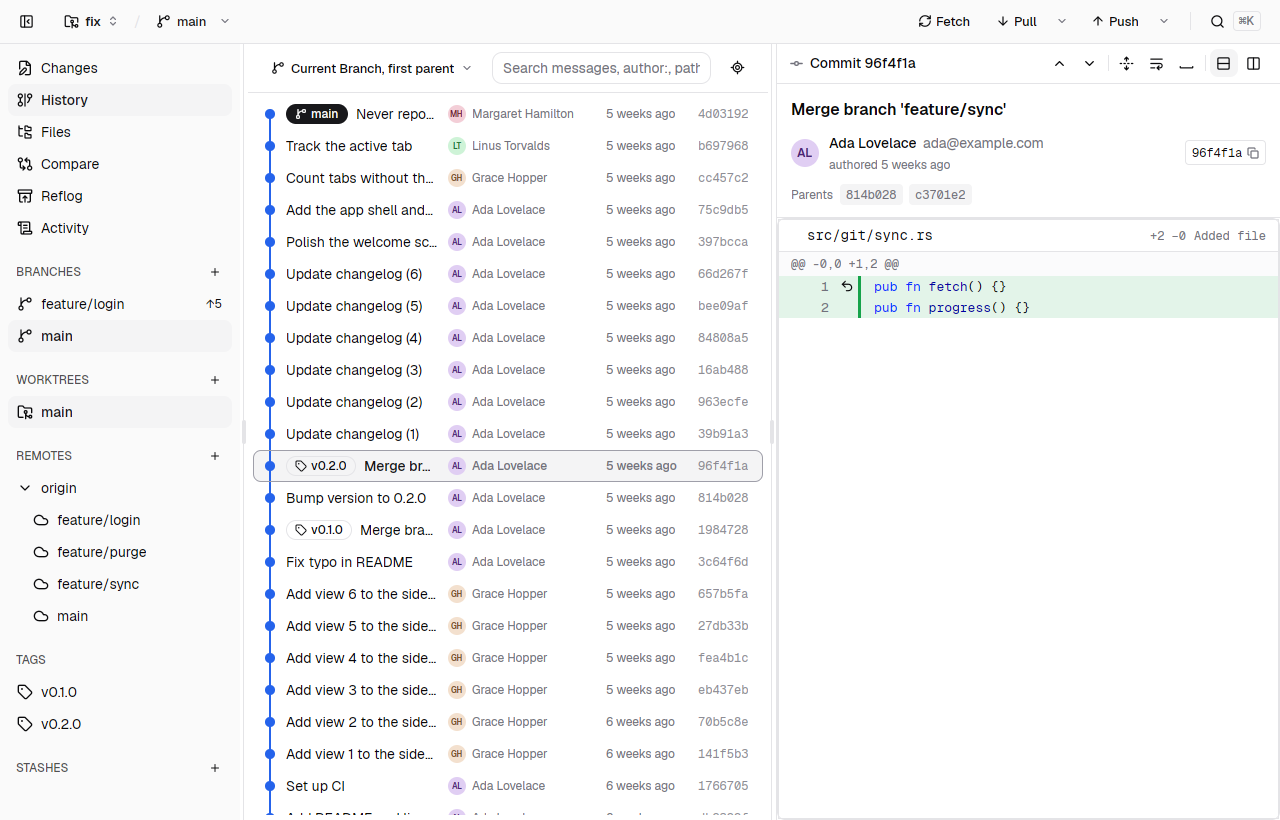 fix / main Fetch Pull Push ⌘K
Changes
History
Files
Compare
Reflog
Activity
BRANCHES
feature/login ↑5
main
WORKTREES
main
REMOTES
origin
feature/login
feature/purge
feature/sync
main
TAGS
v0.1.0
v0.2.0
STASHES
Current Branch, first parent Search messages, author:, path
main Never repo... MH Margaret Hamilton 5 weeks ago 4d03192
Track the active tab LT Linus Torvalds 5 weeks ago b697968
Count tabs without th... GH Grace Hopper 5 weeks ago cc457c2
Add the app shell and... AL Ada Lovelace 5 weeks ago 75c9db5
Polish the welcome sc... AL Ada Lovelace 5 weeks ago 397bcca
Update changelog (6) AL Ada Lovelace 5 weeks ago 66d267f
Update changelog (5) AL Ada Lovelace 5 weeks ago bee09af
Update changelog (4) AL Ada Lovelace 5 weeks ago 84808a5
Update changelog (3) AL Ada Lovelace 5 weeks ago 16ab488
Update changelog (2) AL Ada Lovelace 5 weeks ago 963ecfe
Update changelog (1) AL Ada Lovelace 5 weeks ago 39b91a3
v0.2.0 Merge br... AL Ada Lovelace 5 weeks ago 96f4f1a
Bump version to 0.2.0 AL Ada Lovelace 5 weeks ago 814b028
v0.1.0 Merge bra... AL Ada Lovelace 5 weeks ago 1984728
Fix typo in README AL Ada Lovelace 5 weeks ago 3c64f6d
Add view 6 to the side... GH Grace Hopper 5 weeks ago 657b5fa
Add view 5 to the side... GH Grace Hopper 5 weeks ago 27db33b
Add view 4 to the side... GH Grace Hopper 5 weeks ago fea4b1c
Add view 3 to the side... GH Grace Hopper 5 weeks ago eb437eb
Add view 2 to the side... GH Grace Hopper 6 weeks ago 70b5c8e
Add view 1 to the side... GH Grace Hopper 6 weeks ago 141f5b3
Set up CI AL Ada Lovelace 6 weeks ago 1766705
Commit 96f4f1a
Merge branch 'feature/sync'
AL Ada Lovelace ada@example.com
authored 5 weeks ago
96f4f1a
Parents 814b028 c3701e2
src/git/sync.rs +2 -0 Added file
@@ -0,0 +1,2 @@
1 pub fn fetch() {}
2 pub fn progress() {}